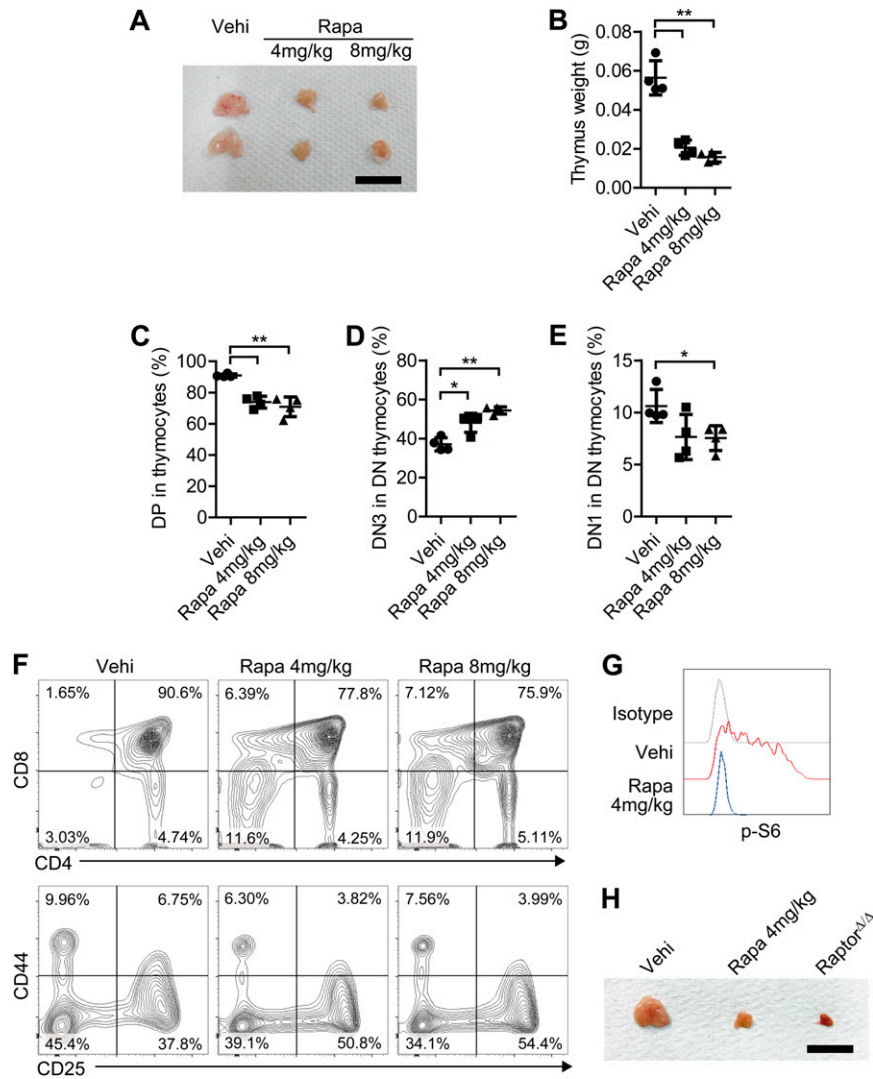 A
Vehi
Rapa
4mg/kg 8mg/kg
B
**
Thymus weight (g)
0.08
0.06
0.04
0.02
0.00
Vehi
Rapa 4mg/kg
Rapa 8mg/kg
C
**
DP in thymocytes (%)
100
80
60
40
20
0
Vehi
Rapa 4mg/kg
Rapa 8mg/kg
D
**
*
DN3 in DN thymocytes (%)
80
60
40
20
0
Vehi
Rapa 4mg/kg
Rapa 8mg/kg
E
*
DN1 in DN thymocytes (%)
15
10
5
0
Vehi
Rapa 4mg/kg
Rapa 8mg/kg
F
Vehi Rapa 4mg/kg Rapa 8mg/kg
1.65% 90.6% 6.39% 77.8% 7.12% 75.9%
CD8
3.03% 4.74% 11.6% 4.25% 11.9% 5.11%
CD4
9.96% 6.75% 6.30% 3.82% 7.56% 3.99%
CD44
45.4% 37.8% 39.1% 50.8% 34.1% 54.4%
CD25
G
Isotype
Vehi
Rapa
4mg/kg
p-S6
H
Vehi
Rapa 4mg/kg
RaptorΔ/Δ